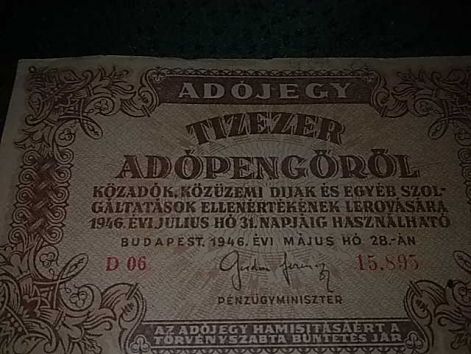 ADÓJEGY
TIZEZER
ADÓPENGŐRŐL
KÖZADÓK, KÖZÜZEMI DIJAK ÉS EGYÉB SZOL-
GÁLTATÁSOK ELLENÉRTÉKÉNEK LEROVÁSÁRA
1946. ÉVI JULIUS HÓ 31. NAPJÁIG HASZNÁLHATÓ
BUDAPEST, 1946. ÉVI MÁJUS HÓ 28.-ÁN
D 06 15.895
PÉNZÜGYMINISZTER
AZ ADÓJEGY HAMISITÁSÁÉRT A
TÖRVÉNYSZABTA BÜNTETÉS JÁR